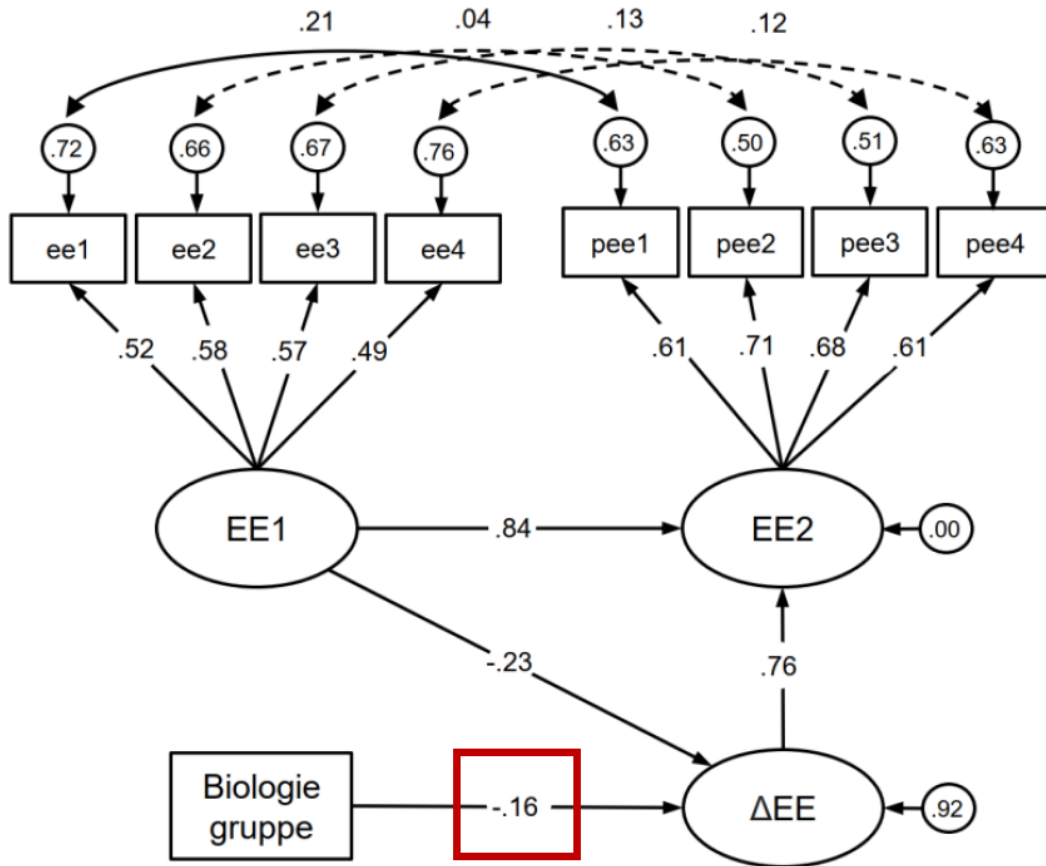 .21 .04 .13 .12
.72 .66 .67 .76 .63 .50 .51 .63
ee1 ee2 ee3 ee4 pee1 pee2 pee3 pee4
.52 .58 .57 .49 .61 .71 .68 .61
EE1 .84 EE2 .00
-.23 .76
Biologie
gruppe
-.16 ΔEE .92